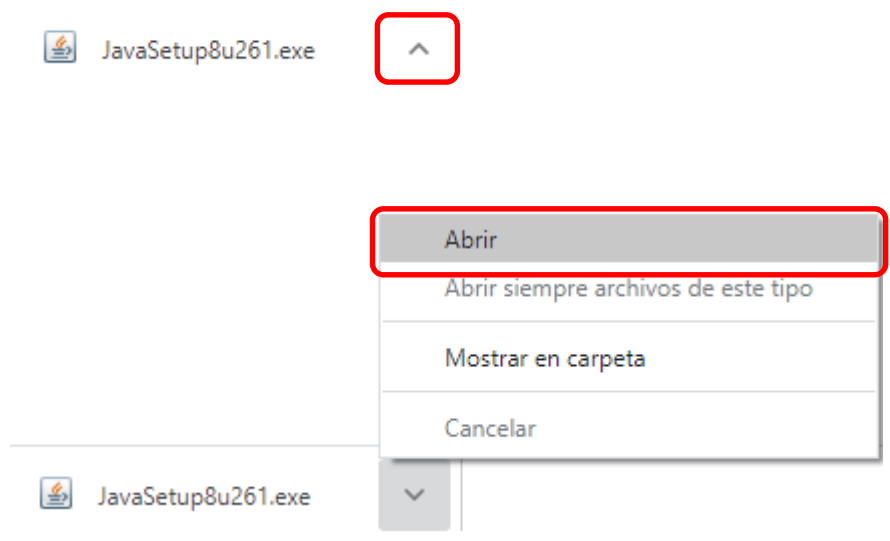 JavaSetup8u261.exe
Abrir
Abrir siempre archivos de este tipo
Mostrar en carpeta
Cancelar
JavaSetup8u261.exe